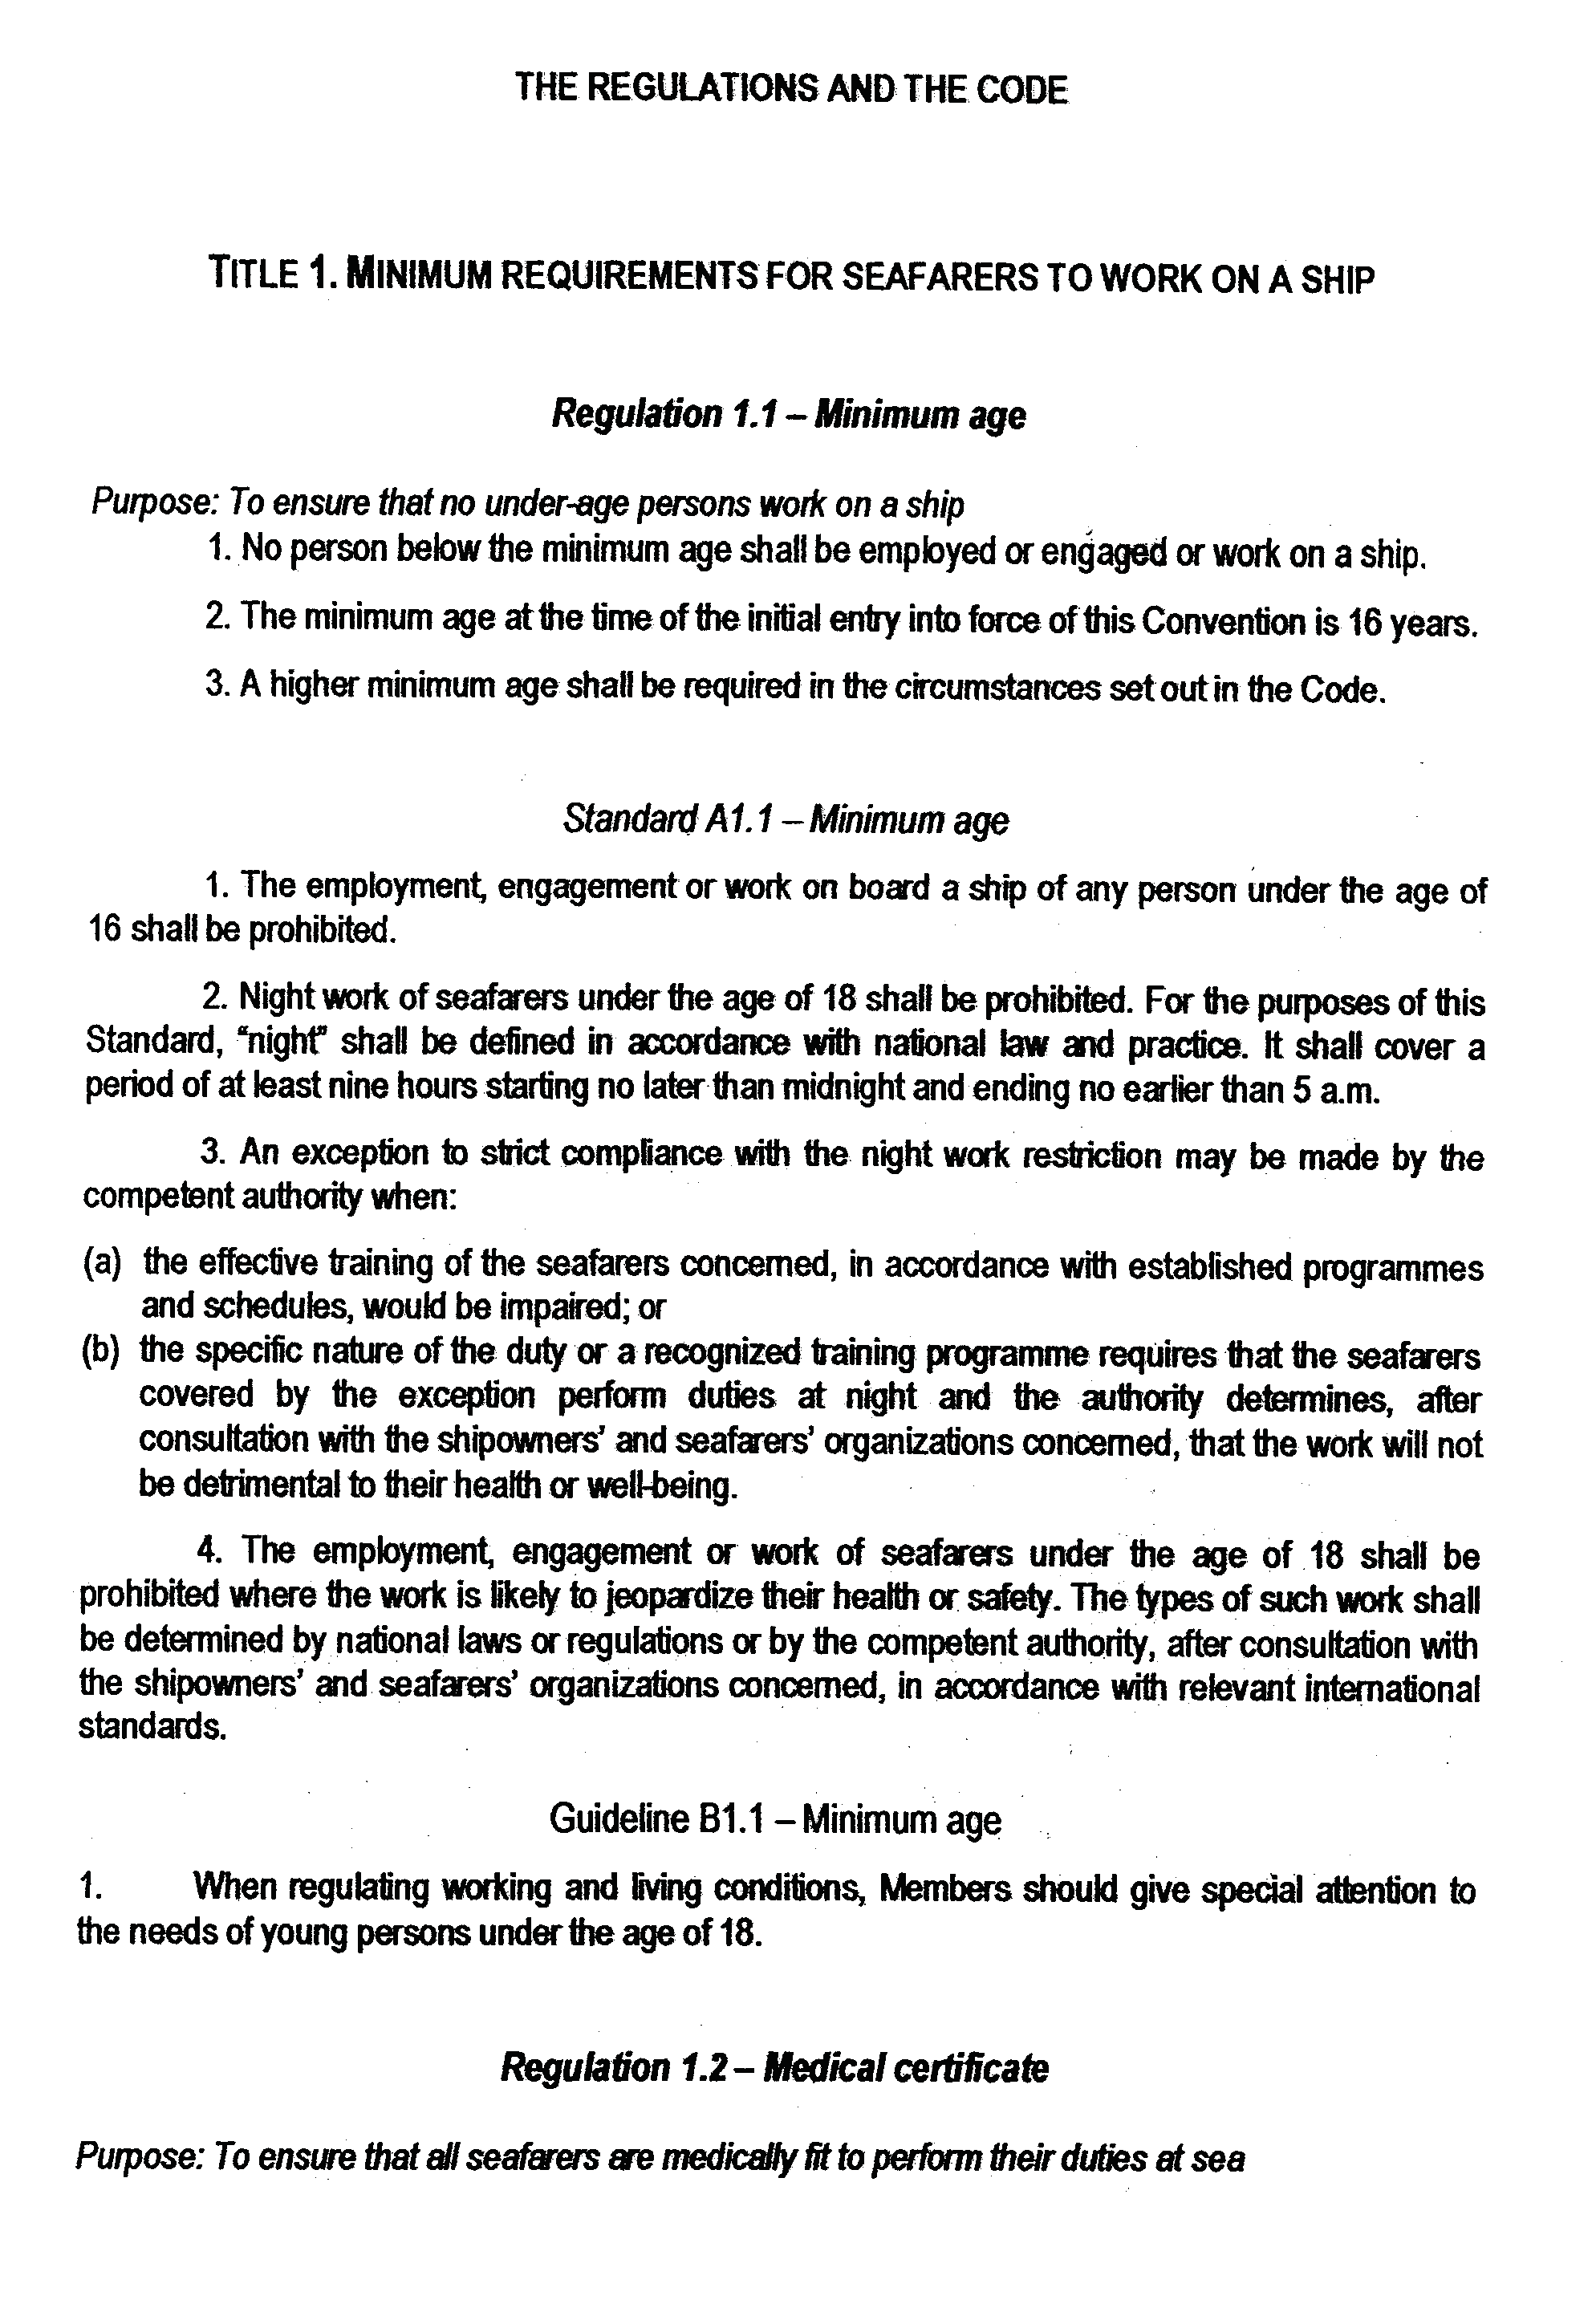 THE REGULATIONS AND THE CODE
TITLE 1. MINIMUM REQUIREMENTS FOR SEAFARERS TO WORK ON A SHIP
Regulation 1.1 – Minimum age
Purpose: To ensure that no under-age persons work on a ship
1. No person below the minimum age shall be employed or engaged or work on a ship.
2. The minimum age at the time of the initial entry into force of this Convention is 16 years.
3. A higher minimum age shall be required in the circumstances set out in the Code.
Standard A1.1 – Minimum age
1. The employment, engagement or work on board a ship of any person under the age of
16 shall be prohibited.
2. Night work of seafarers under the age of 18 shall be prohibited. For the purposes of this
Standard, “night” shall be defined in accordance with national law and practice. It shall cover a
period of at least nine hours starting no later than midnight and ending no earlier than 5 a.m.
3. An exception to strict compliance with the night work restriction may be made by the
competent authority when:
(a) the effective training of the seafarers concerned, in accordance with established programmes
and schedules, would be impaired; or
(b) the specific nature of the duty or a recognized training programme requires that the seafarers
covered by the exception perform duties at night and the authority determines, after
consultation with the shipowners’ and seafarers’ organizations concerned, that the work will not
be detrimental to their health or well-being.
4. The employment, engagement or work of seafarers under the age of 18 shall be
prohibited where the work is likely to jeopardize their health or safety. The types of such work shall
be determined by national laws or regulations or by the competent authority, after consultation with
the shipowners’ and seafarers’ organizations concerned, in accordance with relevant international
standards.
Guideline B1.1 – Minimum age
1. When regulating working and living conditions, Members should give special attention to
the needs of young persons under the age of 18.
Regulation 1.2 – Medical certificate
Purpose: To ensure that all seafarers are medically fit to perform their duties at sea